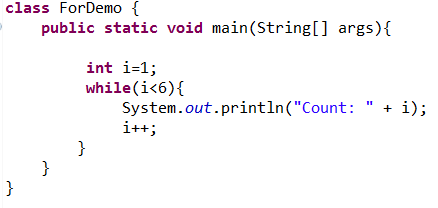 class ForDemo {
    public static void main(String[] args){
         int i=1;
         while(i<6){
             System.out.println("Count: " + i);
             i++;
        }
    }
}